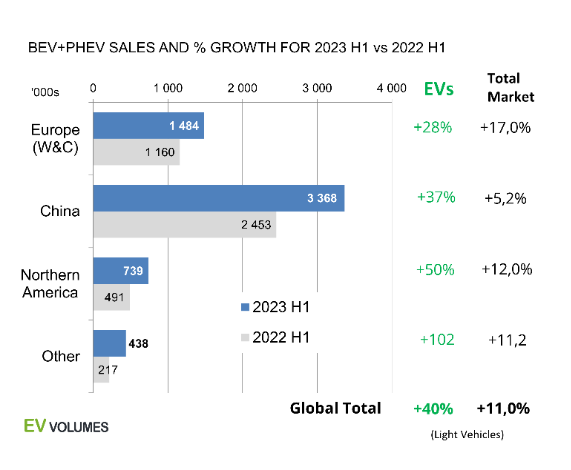 BEV+PHEV SALES AND % GROWTH FOR 2023 H1 vs 2022 H1
'000s 0 1 000 2 000 3 000 4 000 EVs Total Market
Europe (W&C) 1 484 1 160 +28% +17,0%
China 3 368 2 453 +37% +5,2%
Northern America 739 491 +50% +12,0%
2023 H1
2022 H1
Other 438 217 +102 +11,2
Global Total +40% +11,0%
(Light Vehicles)
EV VOLUMES